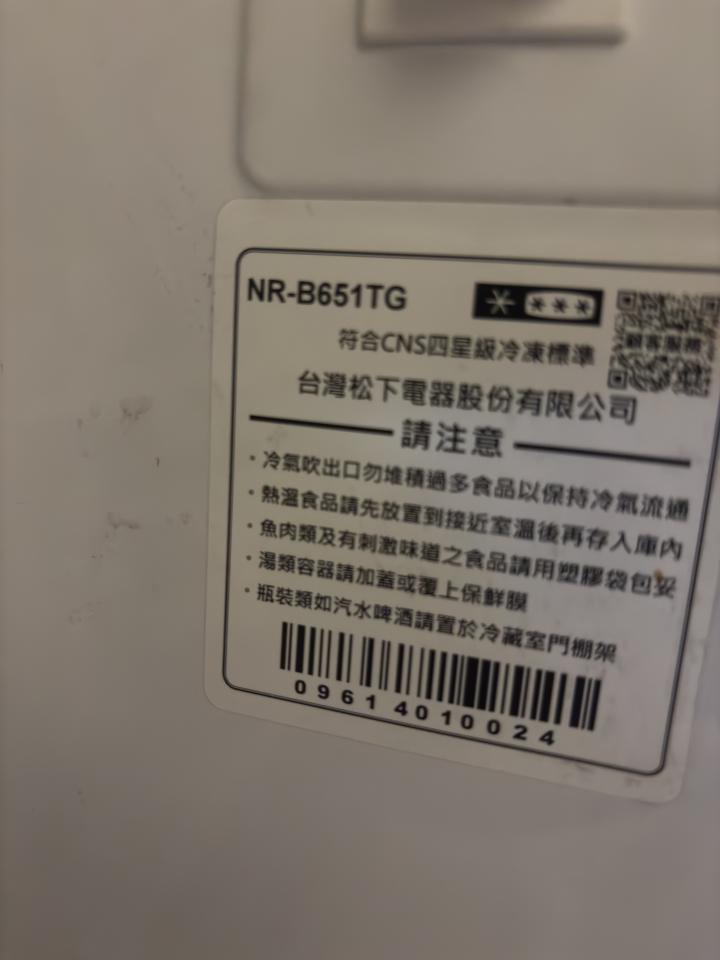 NR-B651TG
顧客服務
符合CNS四星級冷凍標準
台灣松下電器股份有限公司
請注意
・冷氣吹出口勿堆積過多食品以保持冷氣流通
・熱溫食品請先放置到接近室溫後再存入庫內
・魚肉類及有刺激味道之食品請用塑膠袋包妥
・湯類容器請加蓋或覆上保鮮膜
・瓶裝類如汽水啤酒請置於冷藏室門棚架
09614010024